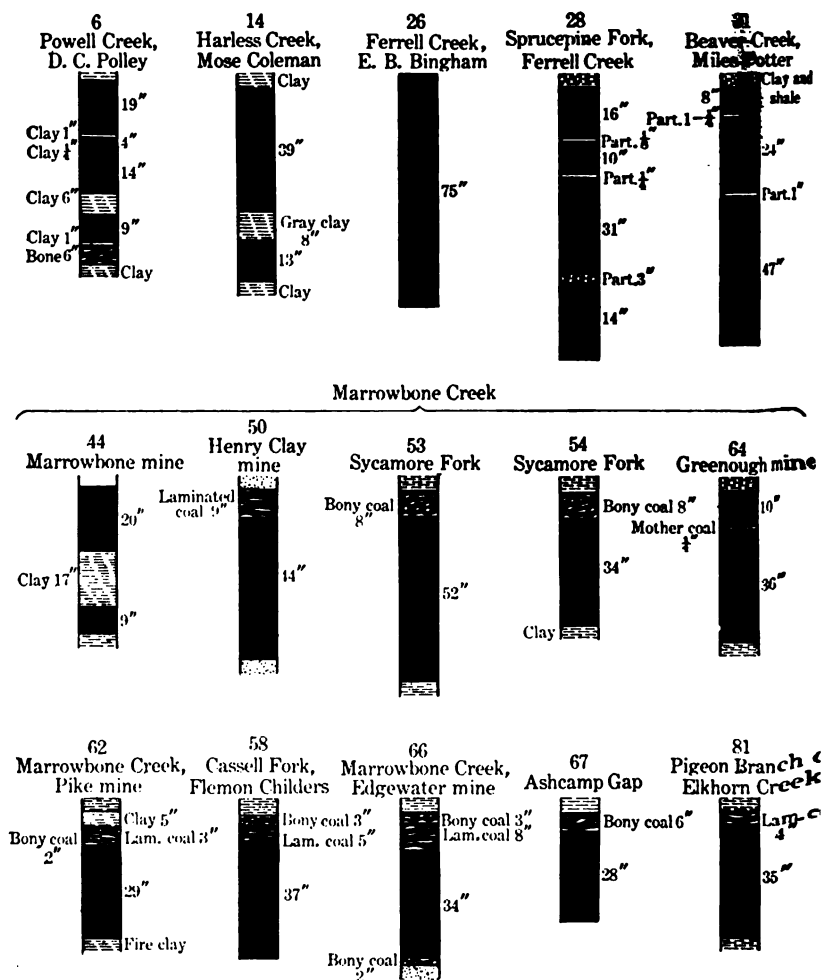 6
Powell Creek,
D. C. Polley
19″
Clay 1″
4″
Clay ¼″
14″
Clay 6″
9″
Clay 1″
Bone 6″
Clay
14
Harless Creek,
Mose Coleman
Clay
39″
Gray clay
8″
13″
Clay
26
Ferrell Creek,
E. B. Bingham
75″
28
Sprucepine Fork,
Ferrell Creek
16″
Part. ⅛″
10″
Part. ¼″
31″
Part. 3″
14″
31
Beaver Creek,
Miles Potter
Clay and
shale
8″
Part. 1-¼″
24″
Part. 1″
47″
Marrowbone Creek
44
Marrowbone mine
20″
Clay 17″
9″
50
Henry Clay
mine
Laminated
coal 9″
44″
53
Sycamore Fork
Bony coal
8″
52″
54
Sycamore Fork
Bony coal 8″
34″
Clay
64
Greenough mine
10″
Mother coal
¼″
36″
62
Marrowbone Creek,
Pike mine
Clay 5″
Bony coal
2″
Lam. coal 3″
29″
Fire clay
58
Cassell Fork,
Flemon Childers
Bony coal 3″
Lam. coal 5″
37″
66
Marrowbone Creek,
Edgewater mine
Bony coal 3″
Lam. coal 8″
34″
Bony coal
2″
67
Ashcamp Gap
Bony coal 6″
28″
81
Pigeon Branch
Elkhorn Creek
Lam.
4″
35″